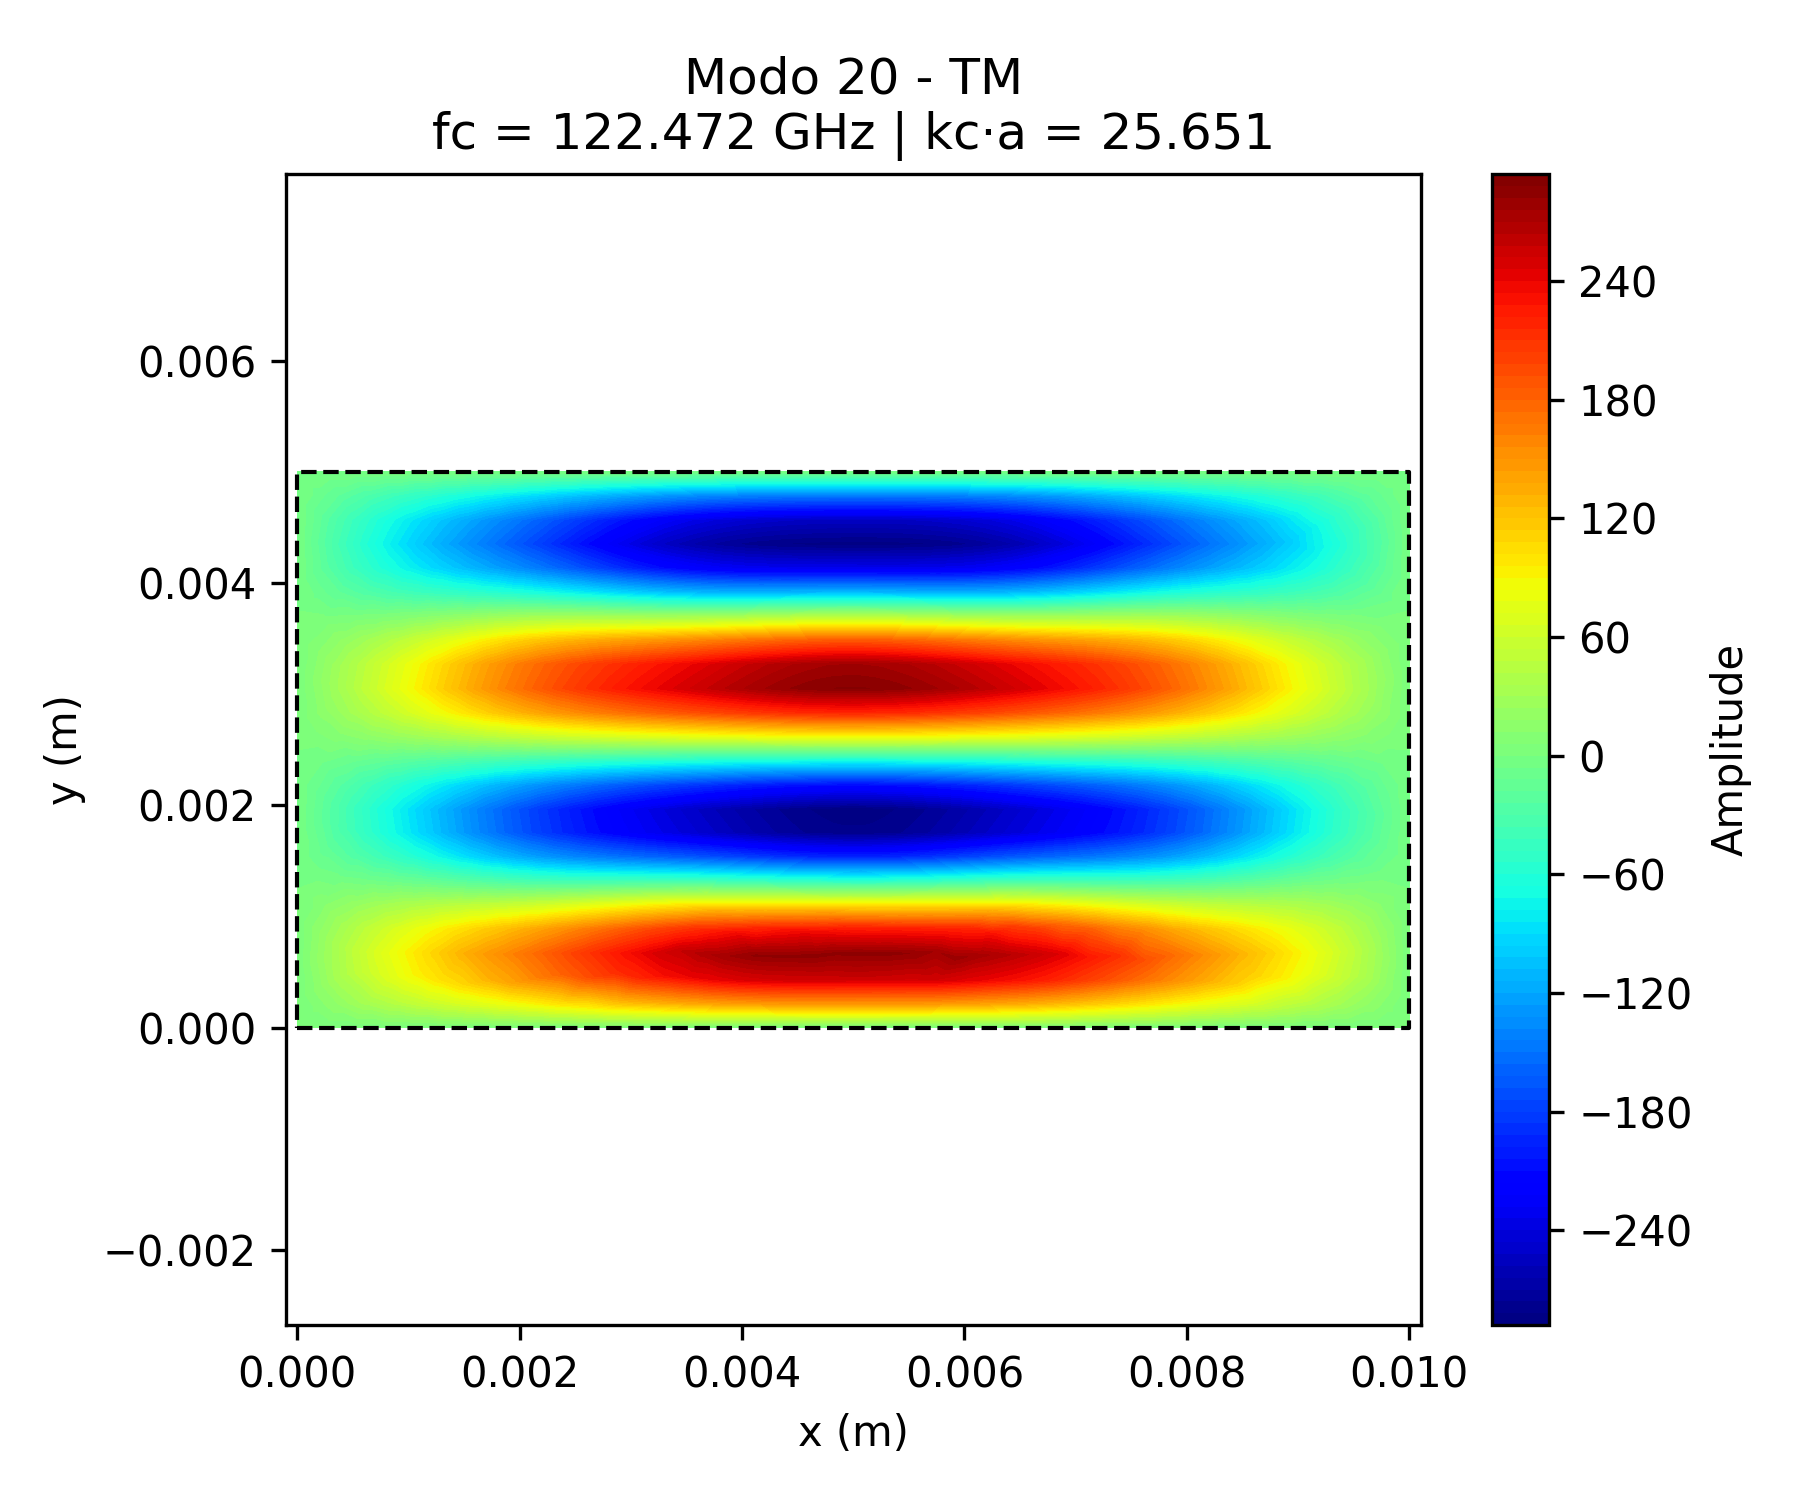 Modo 20 - TM
fc = 122.472 GHz | kc·a = 25.651
y (m)
0.006
0.004
0.002
0.000
−0.002
0.000 0.002 0.004 0.006 0.008 0.010
x (m)
240
180
120
60
0
−60
−120
−180
−240
Amplitude